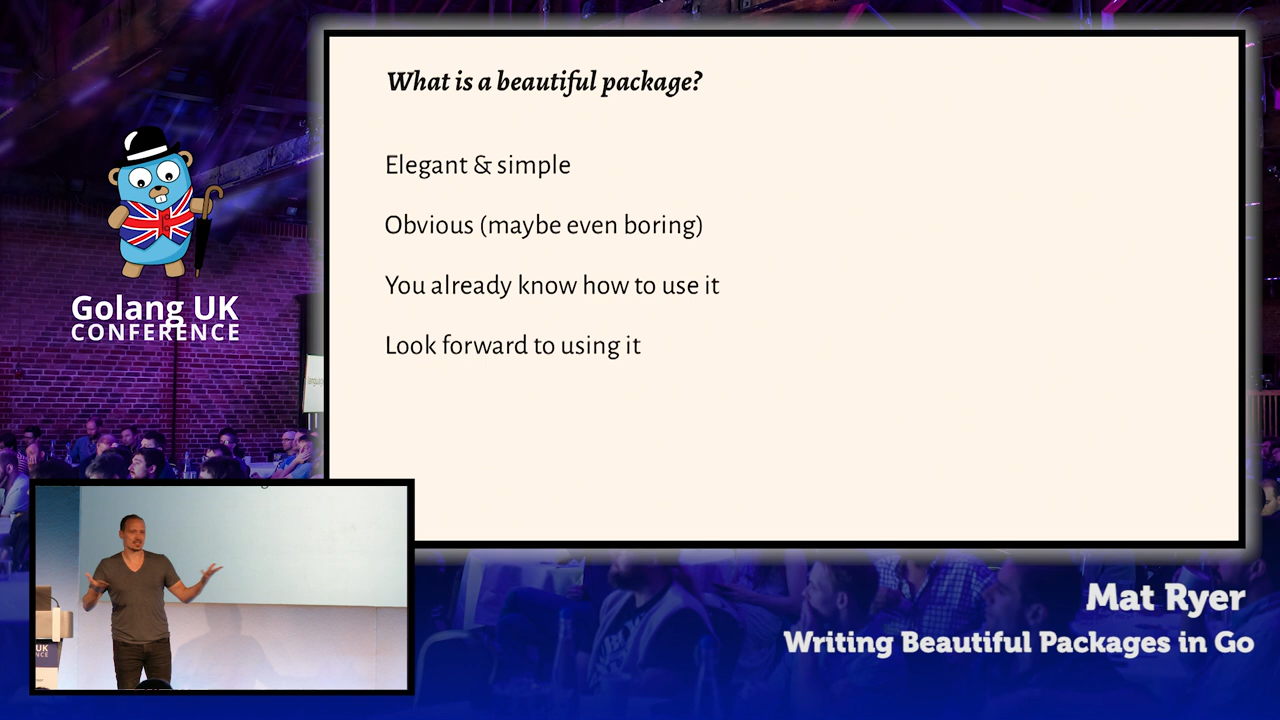 What is a beautiful package?
Elegant & simple
Obvious (maybe even boring)
You already know how to use it
Look forward to using it
Golang UK
CONFERENCE
UK
Mat Ryer
Writing Beautiful Packages in Go